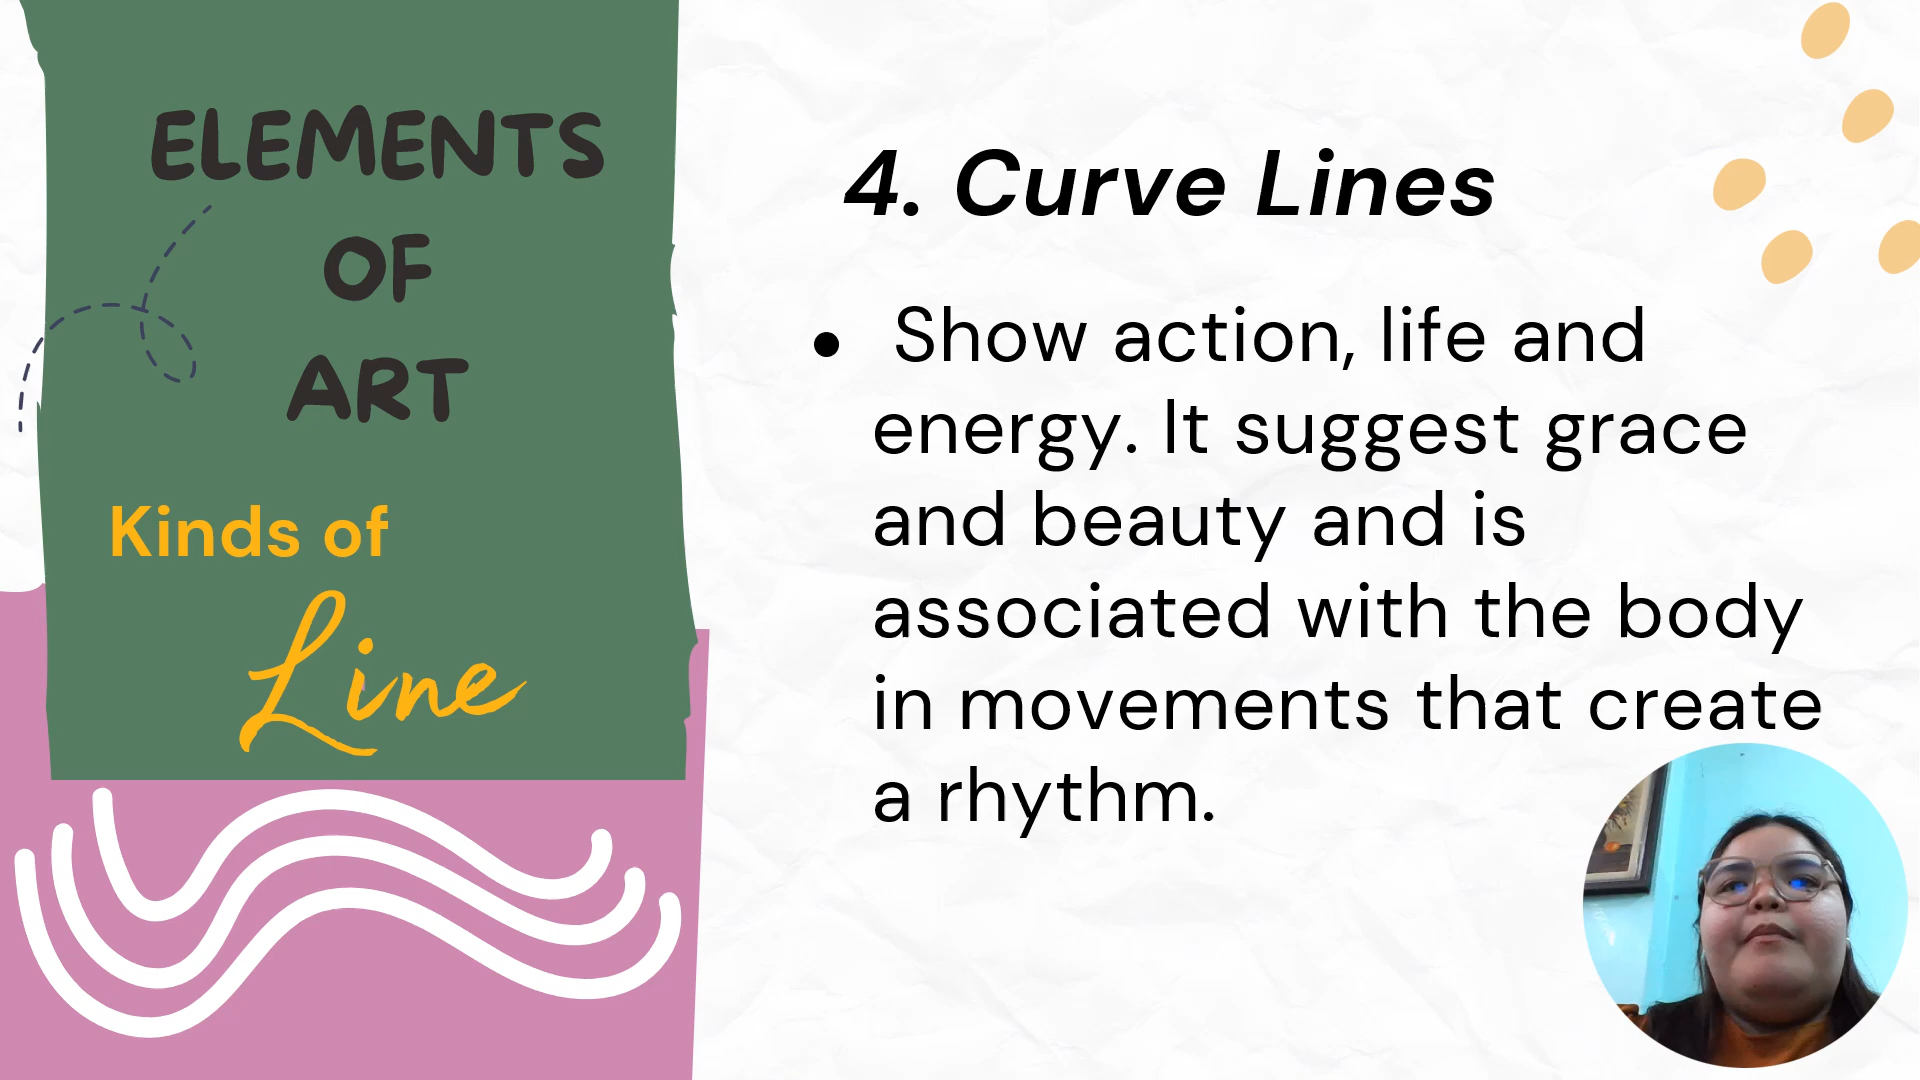 ELEMENTS
OF
ART
Kinds of
Line
4. Curve Lines
• Show action, life and
energy. It suggest grace
and beauty and is
associated with the body
in movements that create
a rhythm.